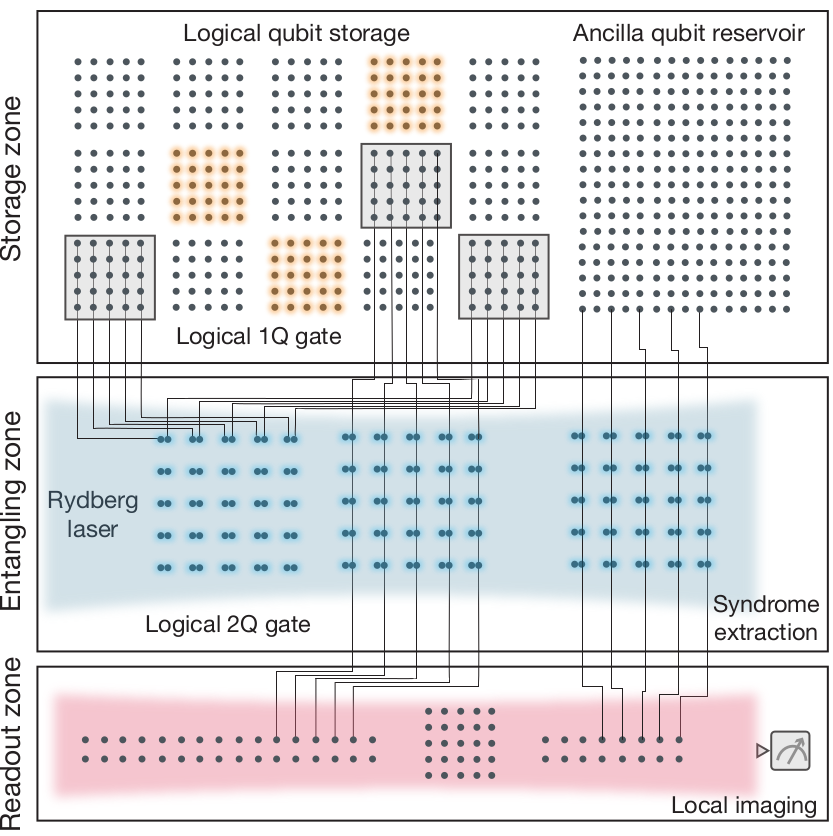 Storage zone
Logical qubit storage
Ancilla qubit reservoir
Logical 1Q gate
Entangling zone
Rydberg
laser
Logical 2Q gate
Syndrome
extraction
Readout zone
Local imaging